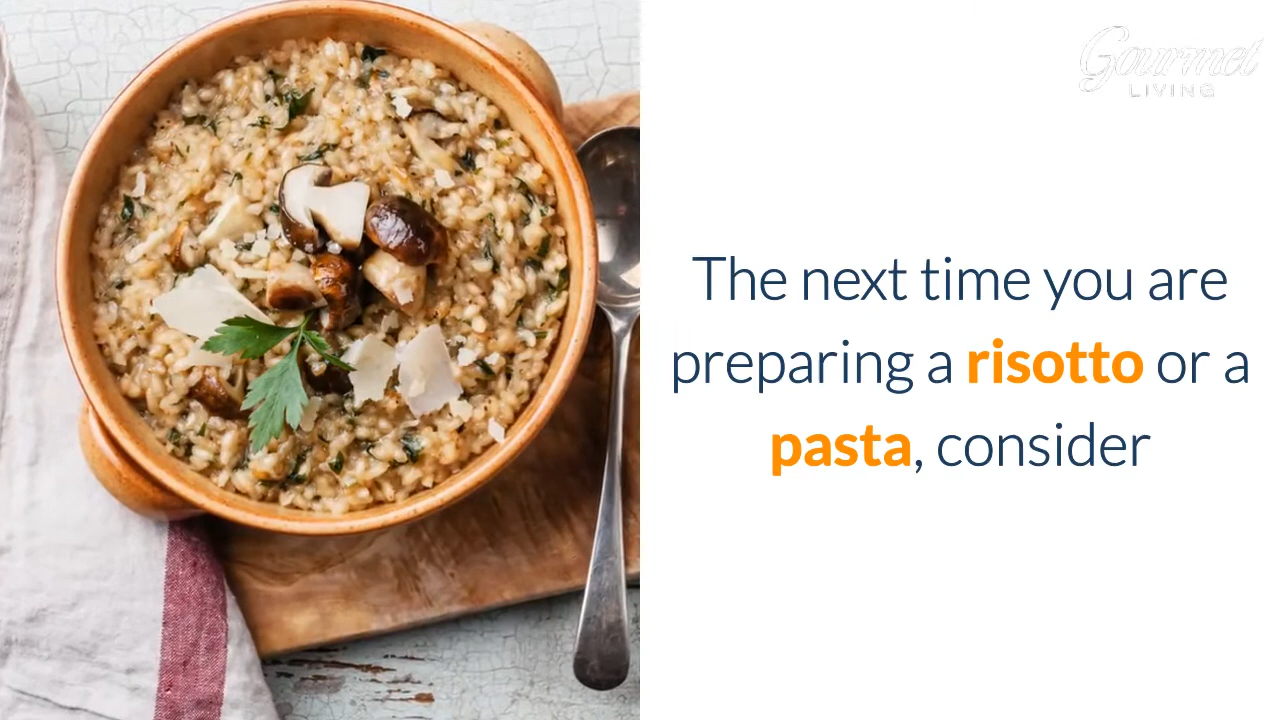 Gourmet
LIVING
The next time you are
preparing a risotto or a
pasta, consider